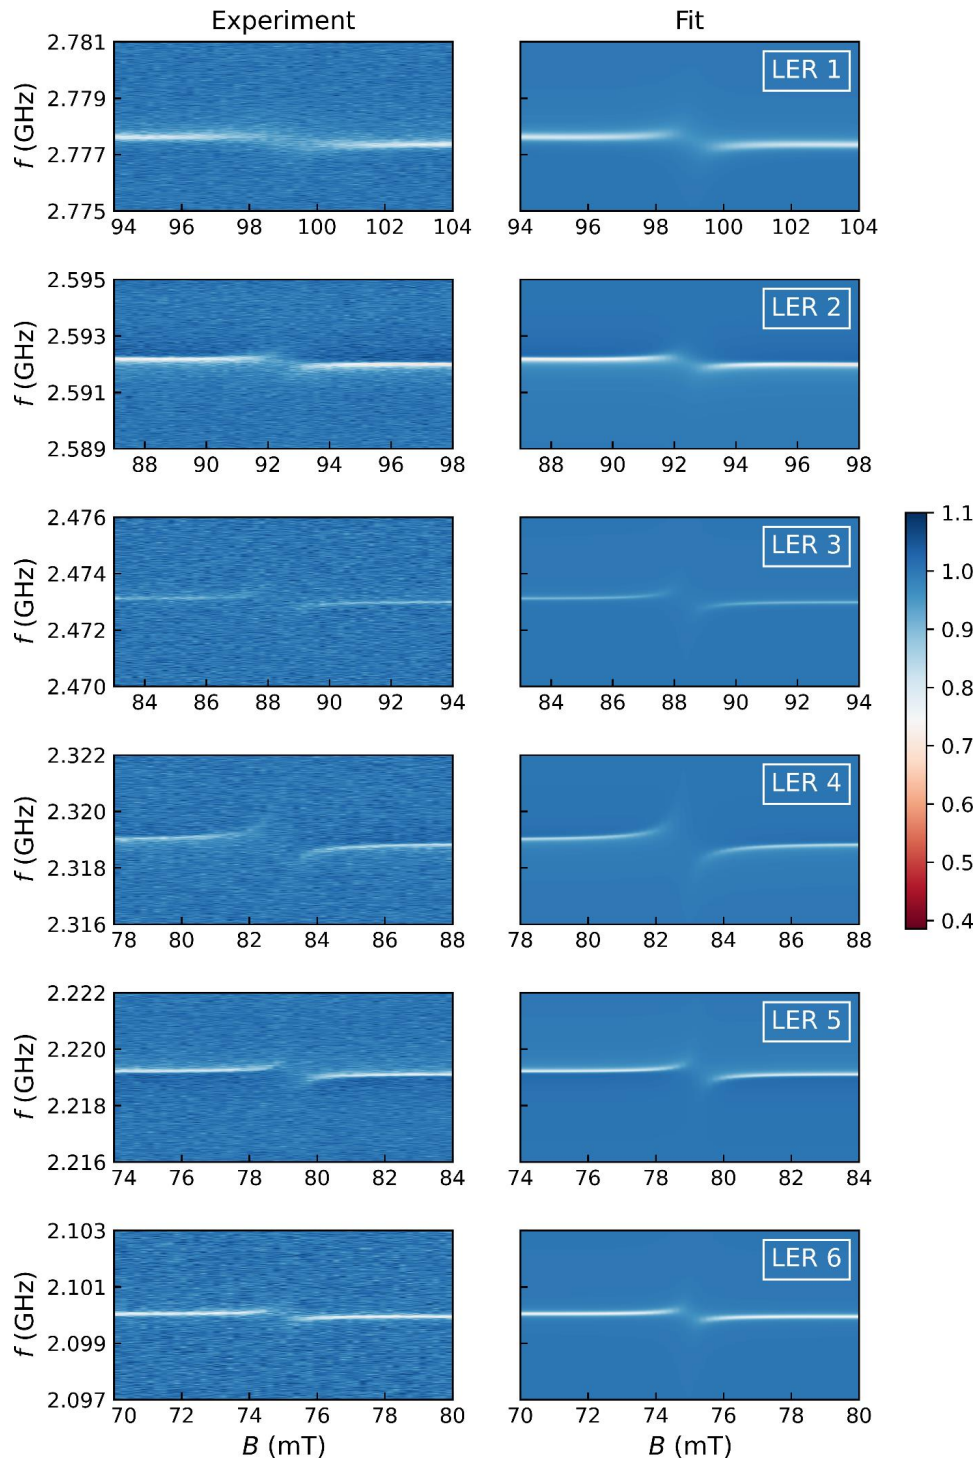 Experiment Fit
2.781
2.779
2.777
2.775
f (GHz)
LER 1
94 96 98 100 102 104 94 96 98 100 102 104
2.595
2.593
2.591
2.589
f (GHz)
LER 2
88 90 92 94 96 98 88 90 92 94 96 98
2.476
2.474
2.472
2.470
f (GHz)
LER 3
84 86 88 90 92 94 84 86 88 90 92 94
1.1
1.0
0.9
0.8
0.7
0.6
0.5
0.4
2.322
2.320
2.318
2.316
f (GHz)
LER 4
78 80 82 84 86 88 78 80 82 84 86 88
2.222
2.220
2.218
2.216
f (GHz)
LER 5
74 76 78 80 82 84 74 76 78 80 82 84
2.103
2.101
2.099
2.097
f (GHz)
LER 6
70 72 74 76 78 80 70 72 74 76 78 80
B (mT) B (mT)